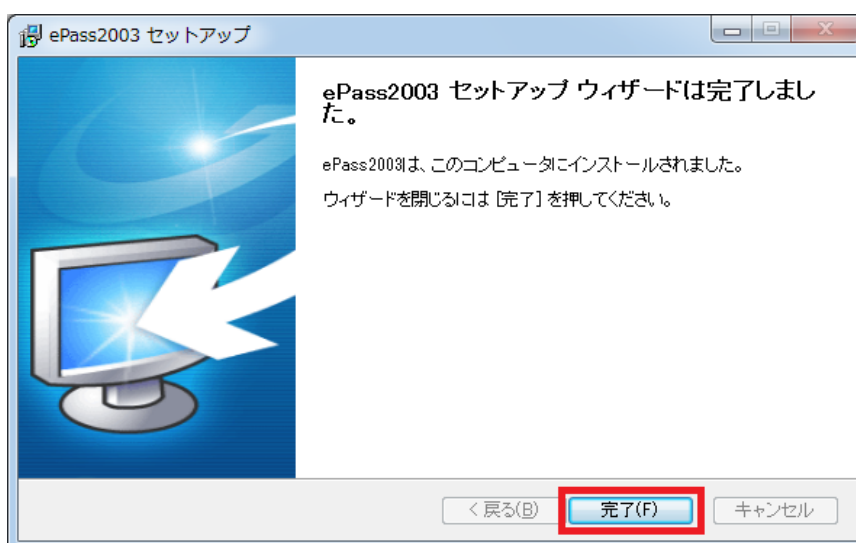 ePass2003 セットアップ
ePass2003 セットアップ ウィザードは完了しまし
た。
ePass2003は、このコンピュータにインストールされました。
ウィザードを閉じるには [完了] を押してください。
< 戻る(B)
完了(F)
キャンセル